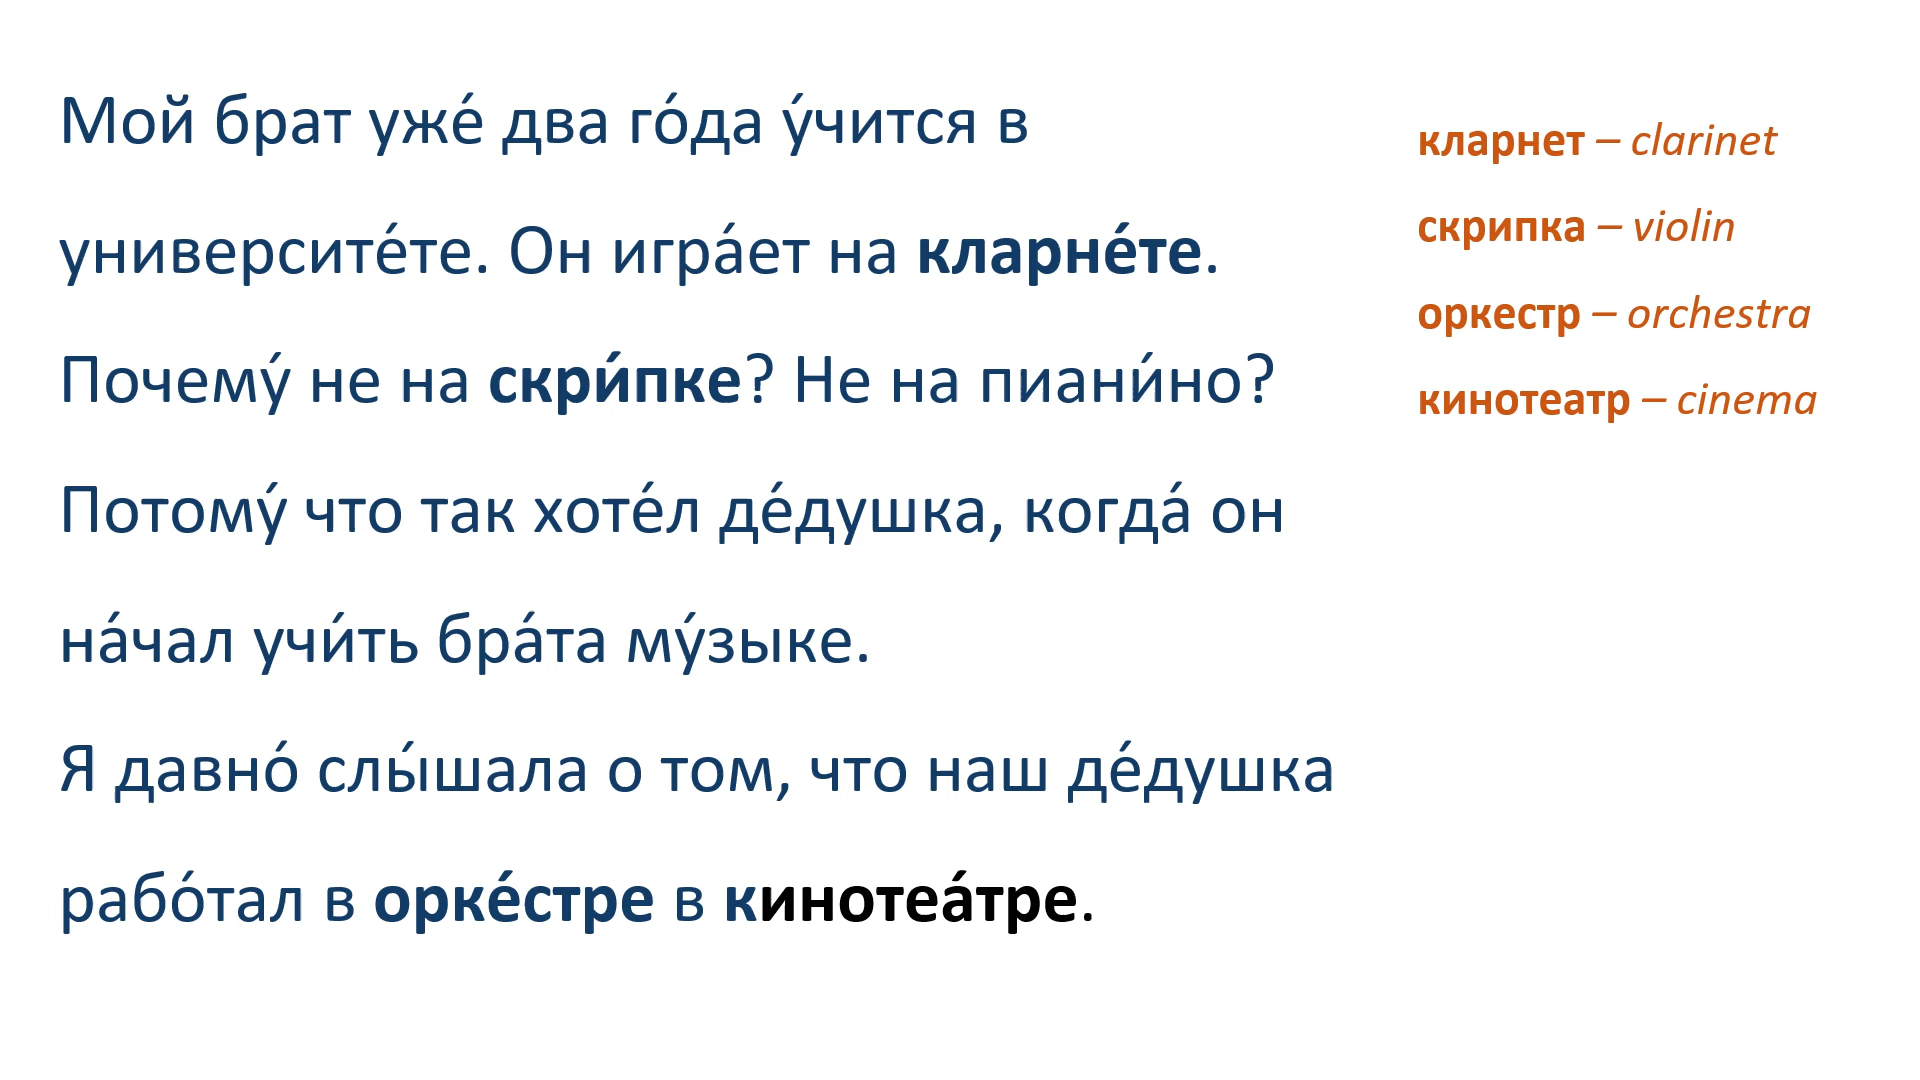 Мой брат уже́ два го́да у́чится в
университе́те. Он игра́ет на кларне́те.
Почему́ не на скри́пке? Не на пиани́но?
Потому́ что так хоте́л де́душка, когда́ он
на́чал учи́ть бра́та му́зыке.
Я давно́ слы́шала о том, что наш де́душка
рабо́тал в орке́стре в кинотеа́тре.
кларнет – clarinet
скрипка – violin
оркестр – orchestra
кинотеатр – cinema